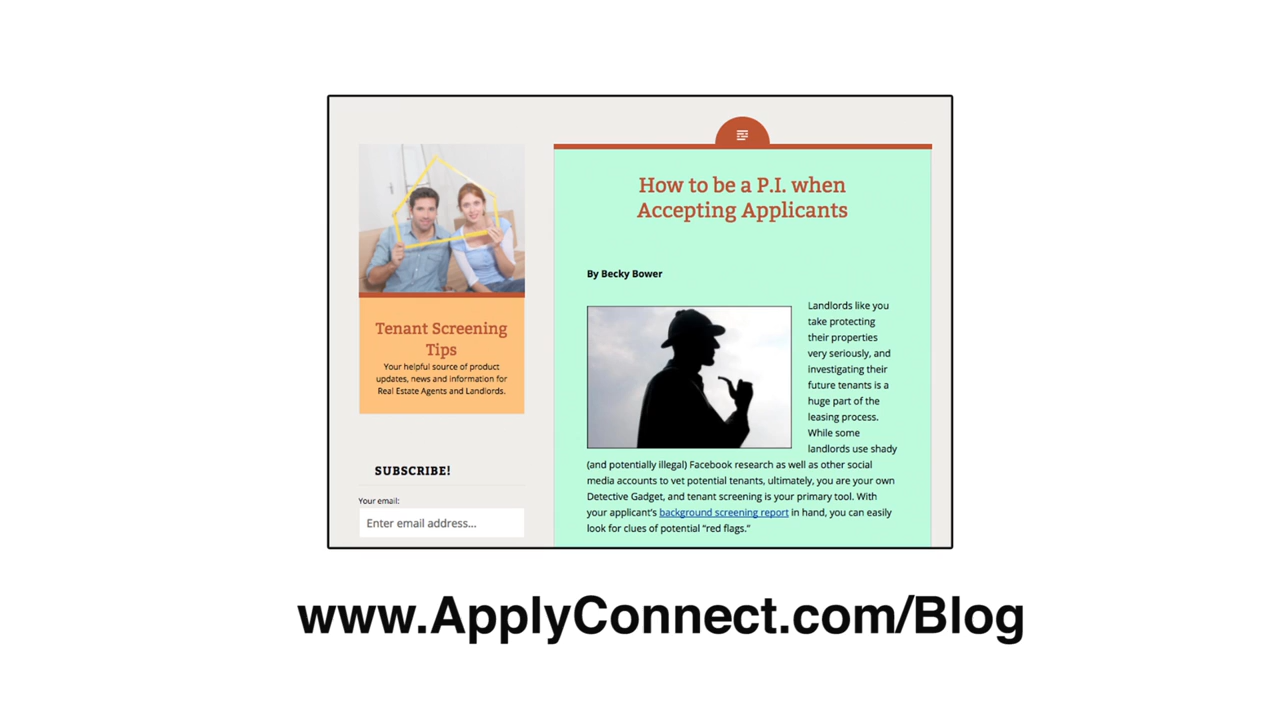 Tenant Screening
Tips
Your helpful source of product
updates, news and information for
Real Estate Agents and Landlords.
SUBSCRIBE!
Your email:
Enter email address...
How to be a P.I. when
Accepting Applicants
By Becky Bower
Landlords like you
take protecting
their properties
very seriously, and
investigating their
future tenants is a
huge part of the
leasing process.
While some
landlords use shady
(and potentially illegal) Facebook research as well as other social
media accounts to vet potential tenants, ultimately, you are your own
Detective Gadget, and tenant screening is your primary tool. With
your applicant’s background screening report in hand, you can easily
look for clues of potential “red flags.”
www.ApplyConnect.com/Blog